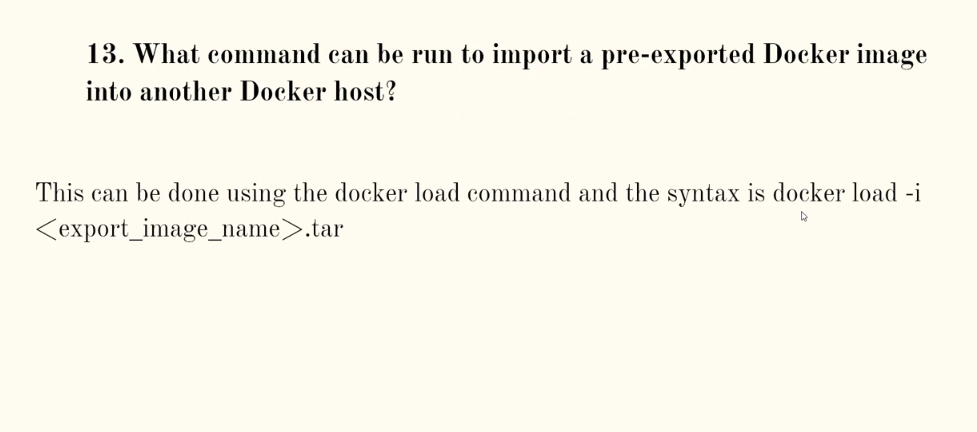 13. What command can be run to import a pre-exported Docker image
into another Docker host?
This can be done using the docker load command and the syntax is docker load -i
<export_image_name>.tar